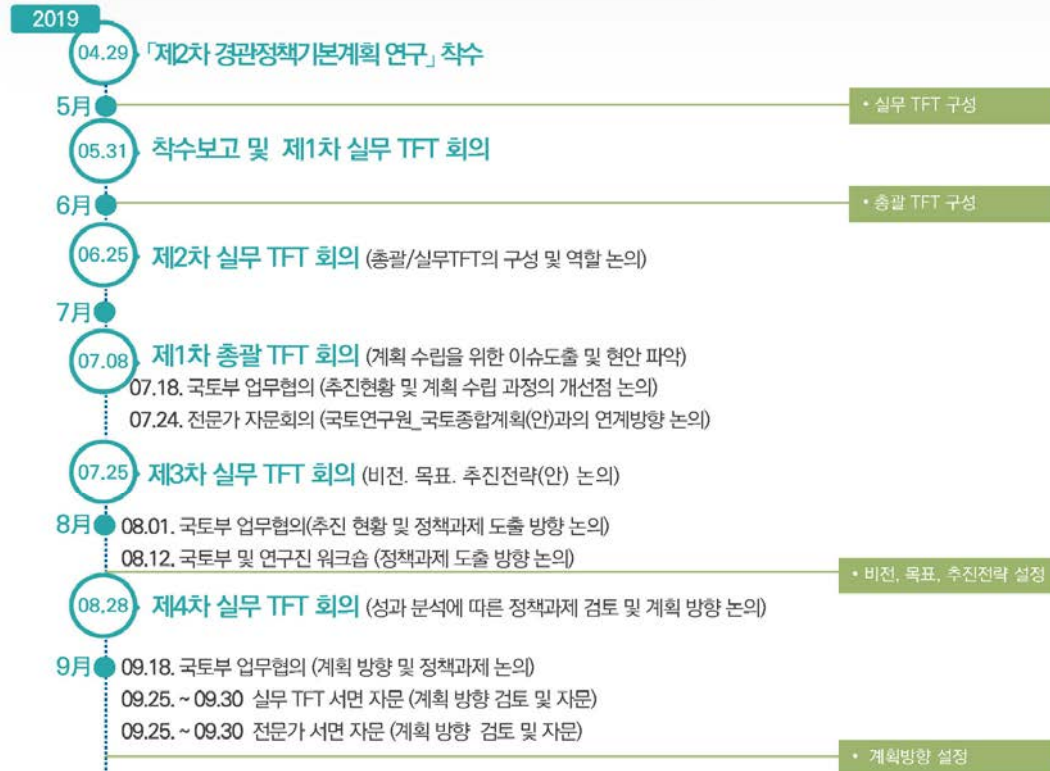 2019
04.29 「제2차 경관정책기본계획 연구」 착수
5月 • 실무 TFT 구성
05.31 착수보고 및 제1차 실무 TFT 회의
6月 • 총괄 TFT 구성
06.25 제2차 실무 TFT 회의 (총괄/실무TFT의 구성 및 역할 논의)
7月
07.08 제1차 총괄 TFT 회의 (계획 수립을 위한 이슈도출 및 현안 파악)
07.18. 국토부 업무협의 (추진현황 및 계획 수립 과정의 개선점 논의)
07.24. 전문가 자문회의 (국토연구원_국토종합계획(안)과의 연계방향 논의)
07.25 제3차 실무 TFT 회의 (비전. 목표. 추진전략(안) 논의)
8月 08.01. 국토부 업무협의(추진 현황 및 정책과제 도출 방향 논의)
08.12. 국토부 및 연구진 워크숍 (정책과제 도출 방향 논의)
• 비전, 목표, 추진전략 설정
08.28 제4차 실무 TFT 회의 (성과 분석에 따른 정책과제 검토 및 계획 방향 논의)
9月 09.18. 국토부 업무협의 (계획 방향 및 정책과제 논의)
09.25. ~ 09.30 실무 TFT 서면 자문 (계획 방향 검토 및 자문)
09.25. ~ 09.30 전문가 서면 자문 (계획 방향 검토 및 자문)
• 계획방향 설정